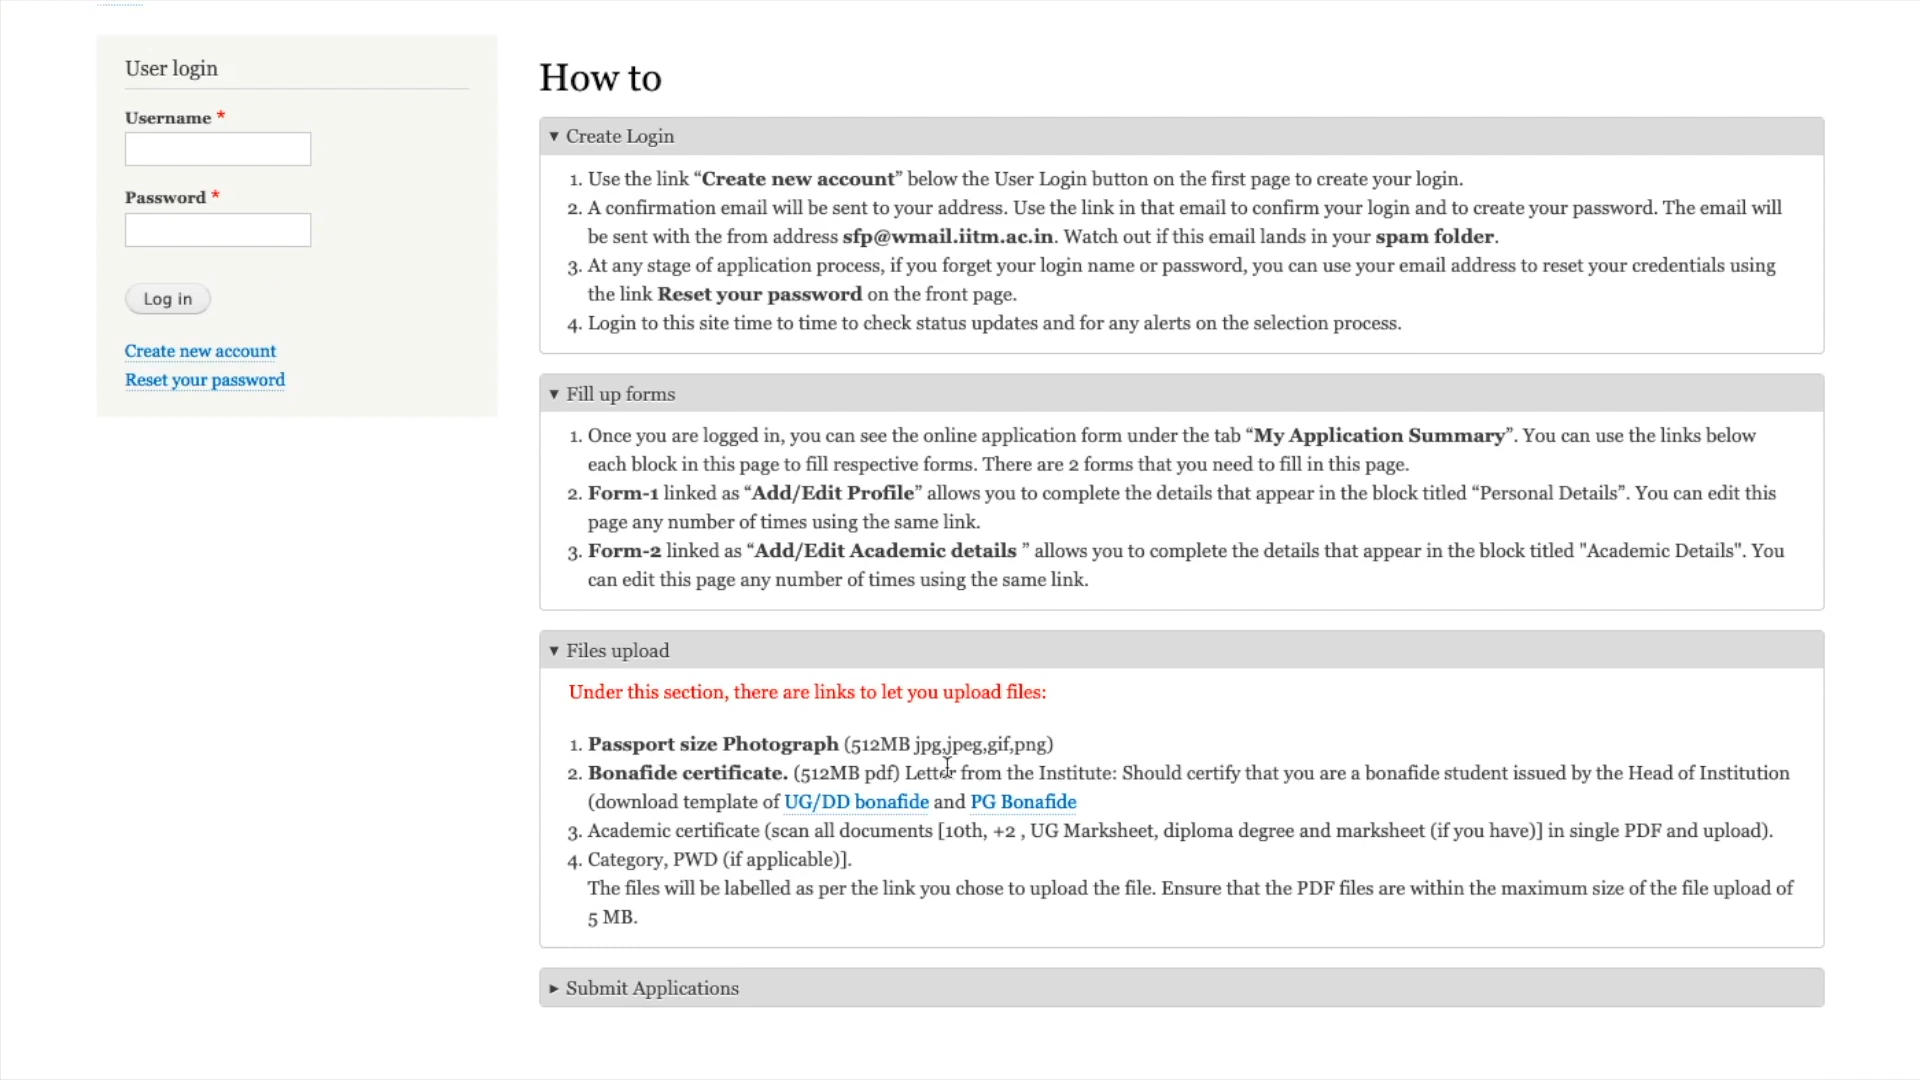 User login
Username *
Password *
Log in
Create new account
Reset your password
How to
▼ Create Login
1. Use the link “Create new account” below the User Login button on the first page to create your login.
2. A confirmation email will be sent to your address. Use the link in that email to confirm your login and to create your password. The email will
be sent with the from address sfp@wmail.iitm.ac.in. Watch out if this email lands in your spam folder.
3. At any stage of application process, if you forget your login name or password, you can use your email address to reset your credentials using
the link Reset your password on the front page.
4. Login to this site time to time to check status updates and for any alerts on the selection process.
▼ Fill up forms
1. Once you are logged in, you can see the online application form under the tab “My Application Summary”. You can use the links below
each block in this page to fill respective forms. There are 2 forms that you need to fill in this page.
2. Form-1 linked as “Add/Edit Profile” allows you to complete the details that appear in the block titled “Personal Details”. You can edit this
page any number of times using the same link.
3. Form-2 linked as “Add/Edit Academic details ” allows you to complete the details that appear in the block titled "Academic Details". You
can edit this page any number of times using the same link.
▼ Files upload
Under this section, there are links to let you upload files:
1. Passport size Photograph (512MB jpg,jpeg,gif,png)
2. Bonafide certificate. (512MB pdf) Letter from the Institute: Should certify that you are a bonafide student issued by the Head of Institution
(download template of UG/DD bonafide and PG Bonafide
3. Academic certificate (scan all documents [10th, +2 , UG Marksheet, diploma degree and marksheet (if you have)] in single PDF and upload).
4. Category, PWD (if applicable)].
The files will be labelled as per the link you chose to upload the file. Ensure that the PDF files are within the maximum size of the file upload of
5 MB.
► Submit Applications